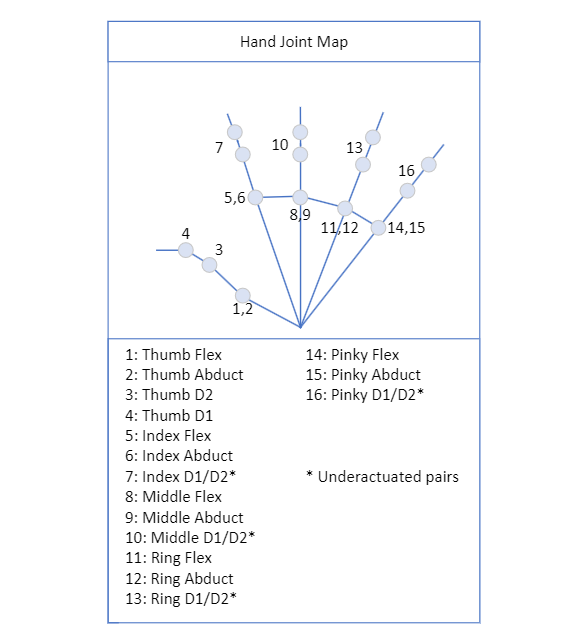 Hand Joint Map
7
10
13
16
5,6
8,9
11,12
14,15
4
3
1,2
1: Thumb Flex
2: Thumb Abduct
3: Thumb D2
4: Thumb D1
5: Index Flex
6: Index Abduct
7: Index D1/D2*
8: Middle Flex
9: Middle Abduct
10: Middle D1/D2*
11: Ring Flex
12: Ring Abduct
13: Ring D1/D2*
14: Pinky Flex
15: Pinky Abduct
16: Pinky D1/D2*
* Underactuated pairs